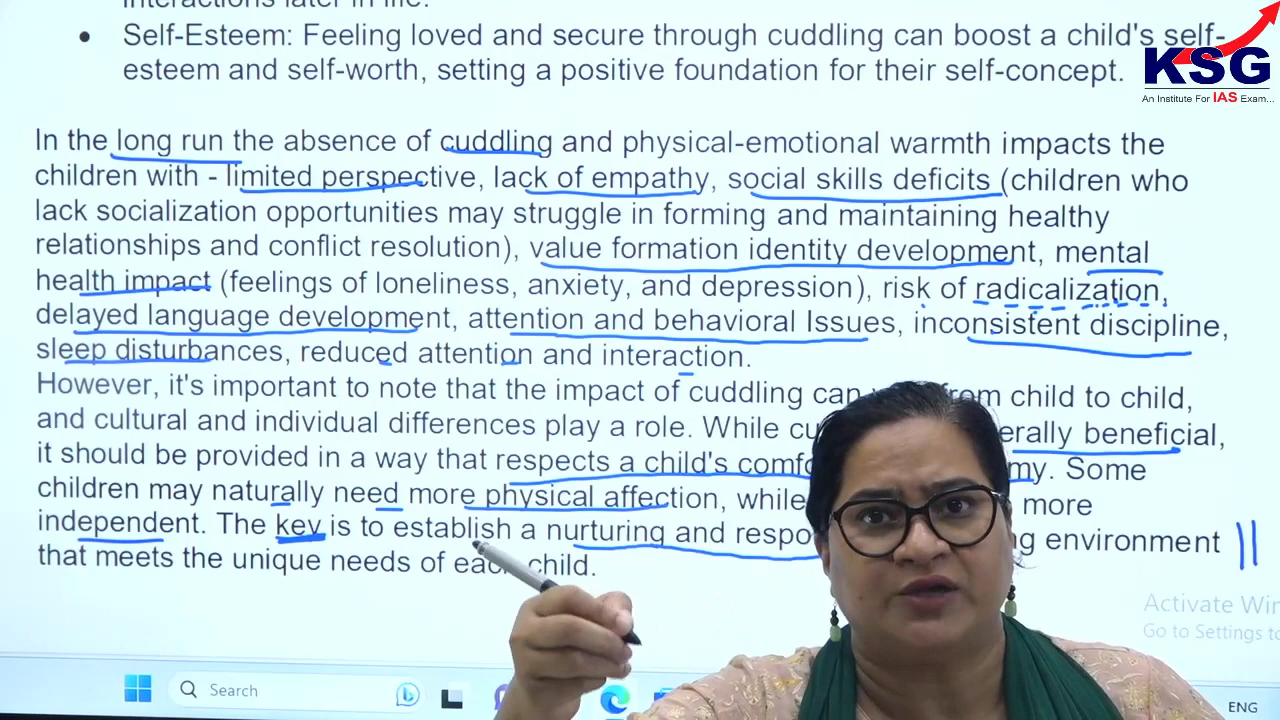 interactions later in life.
• Self-Esteem: Feeling loved and secure through cuddling can boost a child's self-
esteem and self-worth, setting a positive foundation for their self-concept.
KSG
An Institute For IAS Exam...
In the long run the absence of cuddling and physical-emotional warmth impacts the
children with - limited perspective, lack of empathy, social skills deficits (children who
lack socialization opportunities may struggle in forming and maintaining healthy
relationships and conflict resolution), value formation identity development, mental
health impact (feelings of loneliness, anxiety, and depression), risk of radicalization,
delayed language development, attention and behavioral Issues, inconsistent discipline,
sleep disturbances, reduced attention and interaction.
However, it's important to note that the impact of cuddling can from child to child,
and cultural and individual differences play a role. While erally beneficial,
it should be provided in a way that respects a child's my. Some
children may naturally need more physical affection, while more
independent. The key is to establish a nurturing and environment
that meets the unique needs of each child.
Activate Win
Go to Settings to
Search
ENG